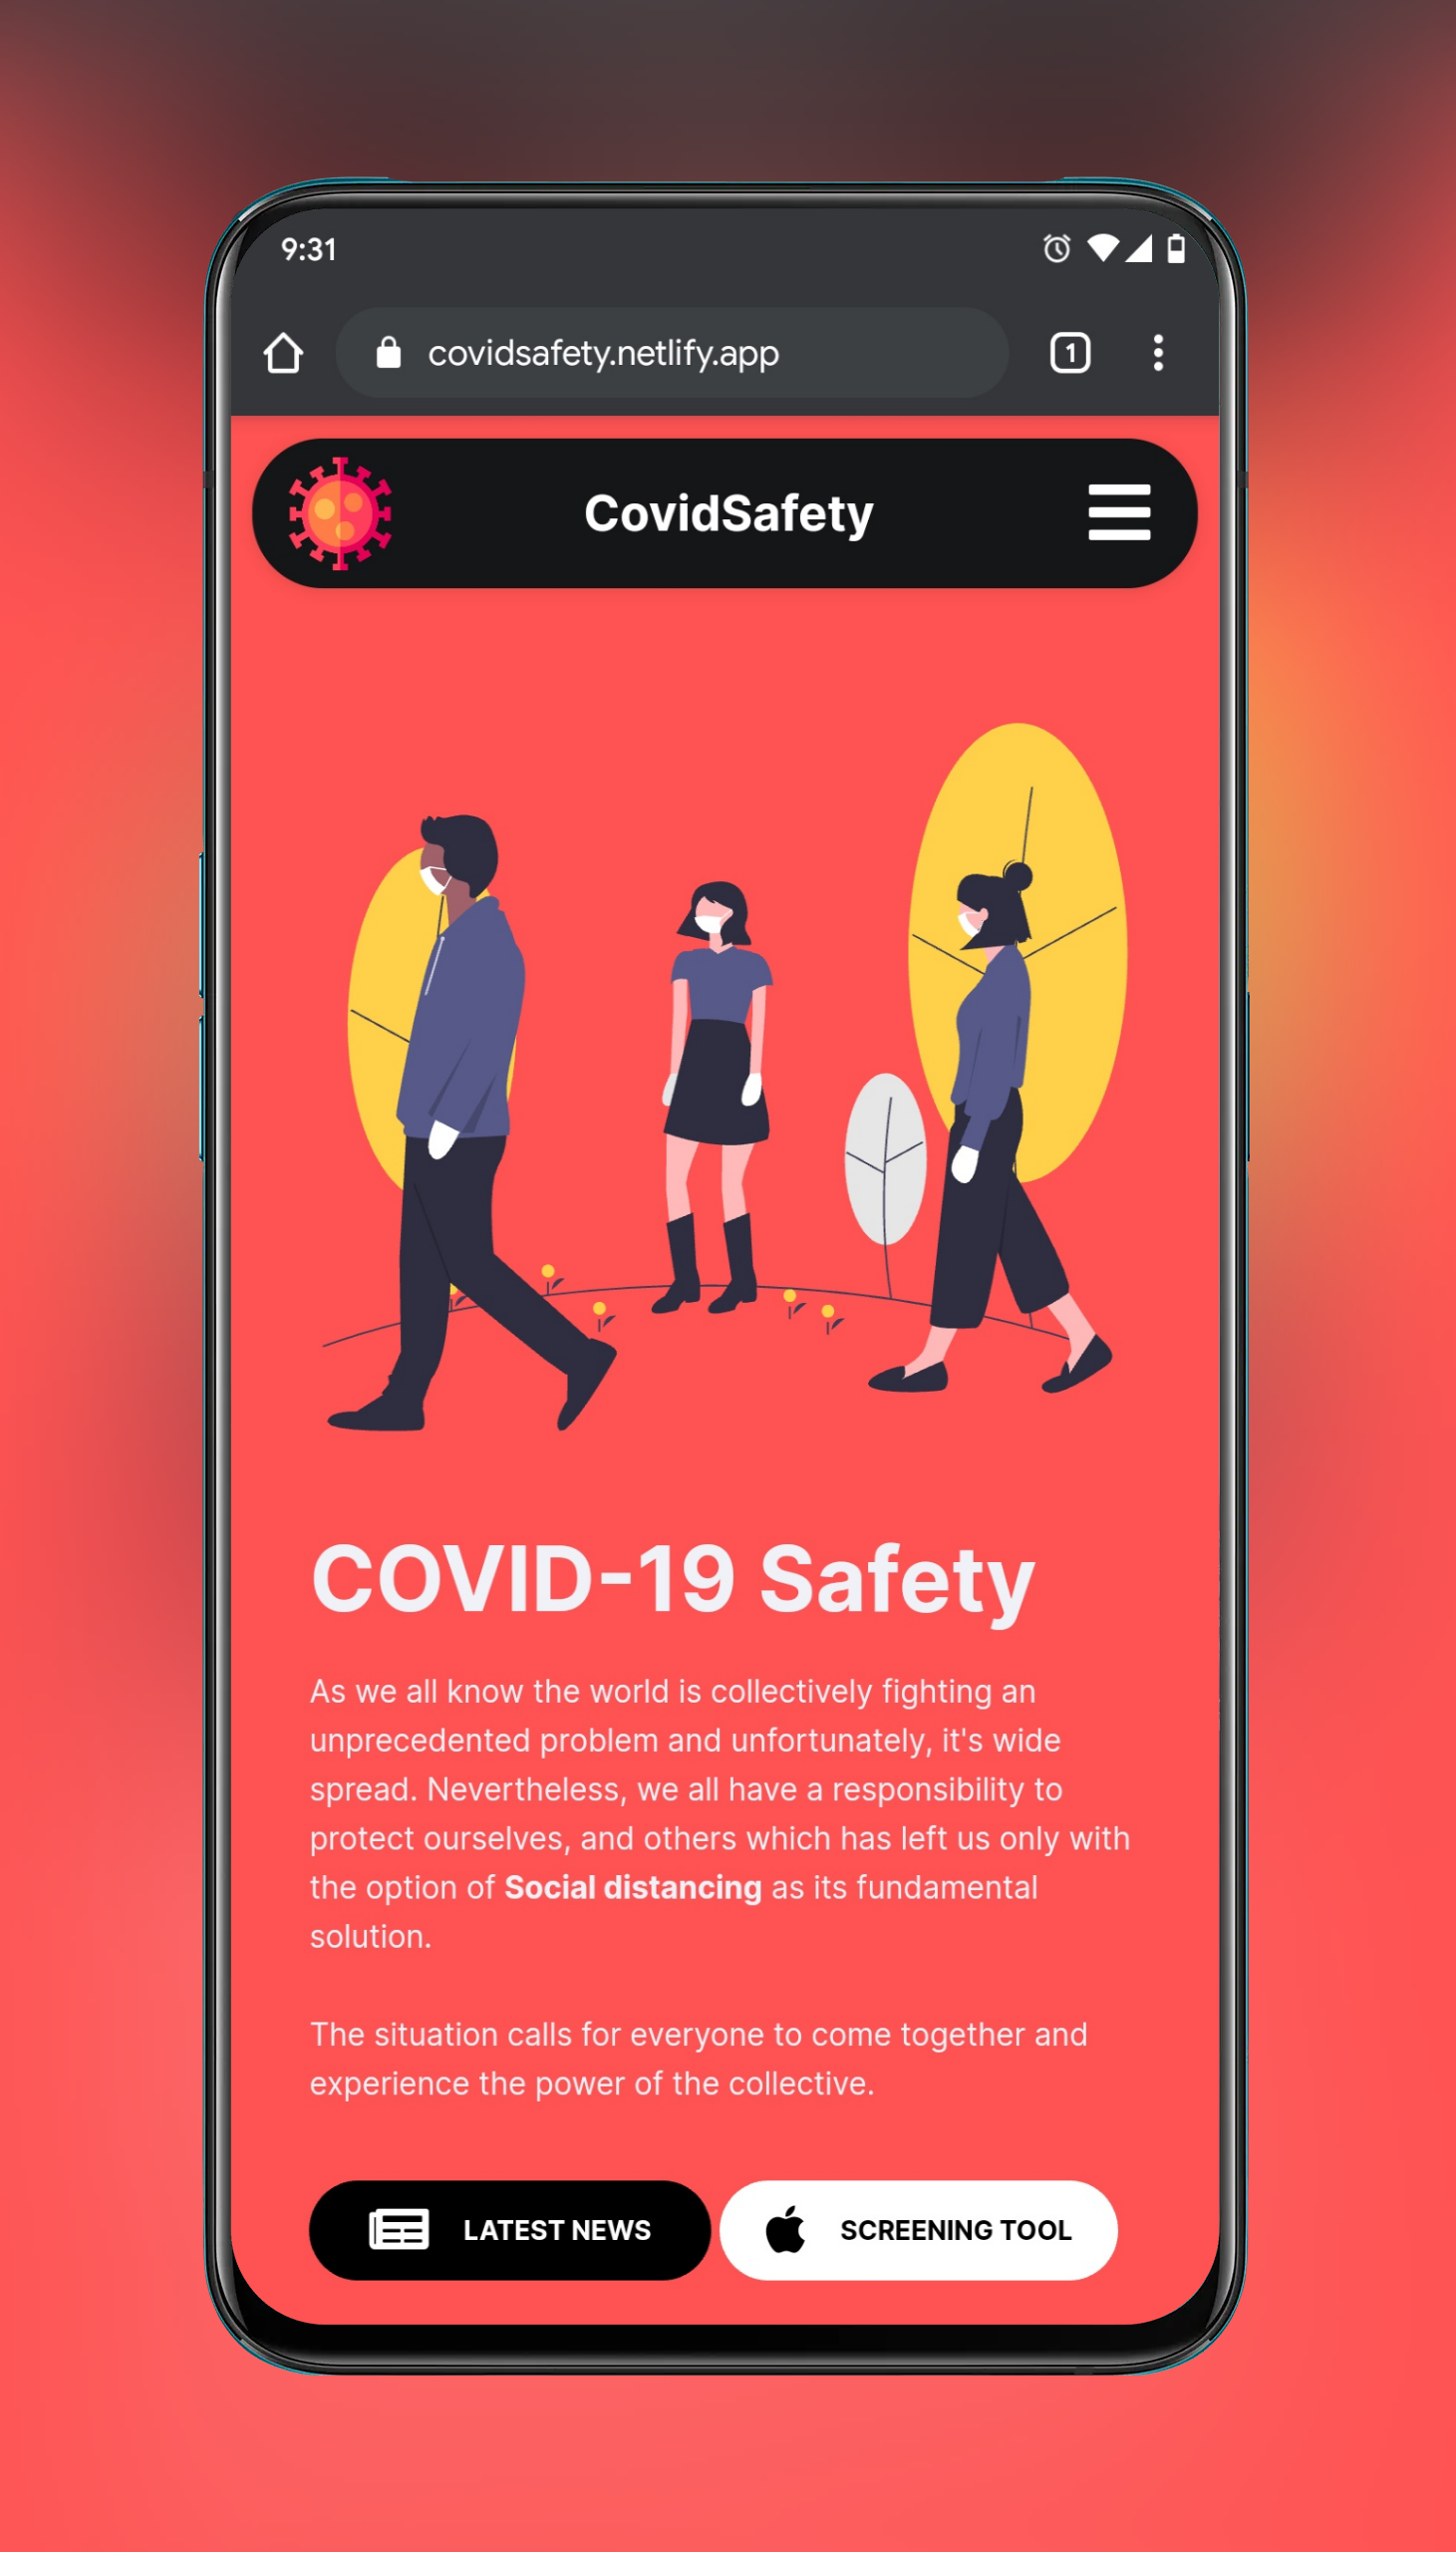 9:31
covidsafety.netlify.app
1
CovidSafety
COVID-19 Safety
As we all know the world is collectively fighting an
unprecedented problem and unfortunately, it's wide
spread. Nevertheless, we all have a responsibility to
protect ourselves, and others which has left us only with
the option of Social distancing as its fundamental
solution.
The situation calls for everyone to come together and
experience the power of the collective.
LATEST NEWS
SCREENING TOOL